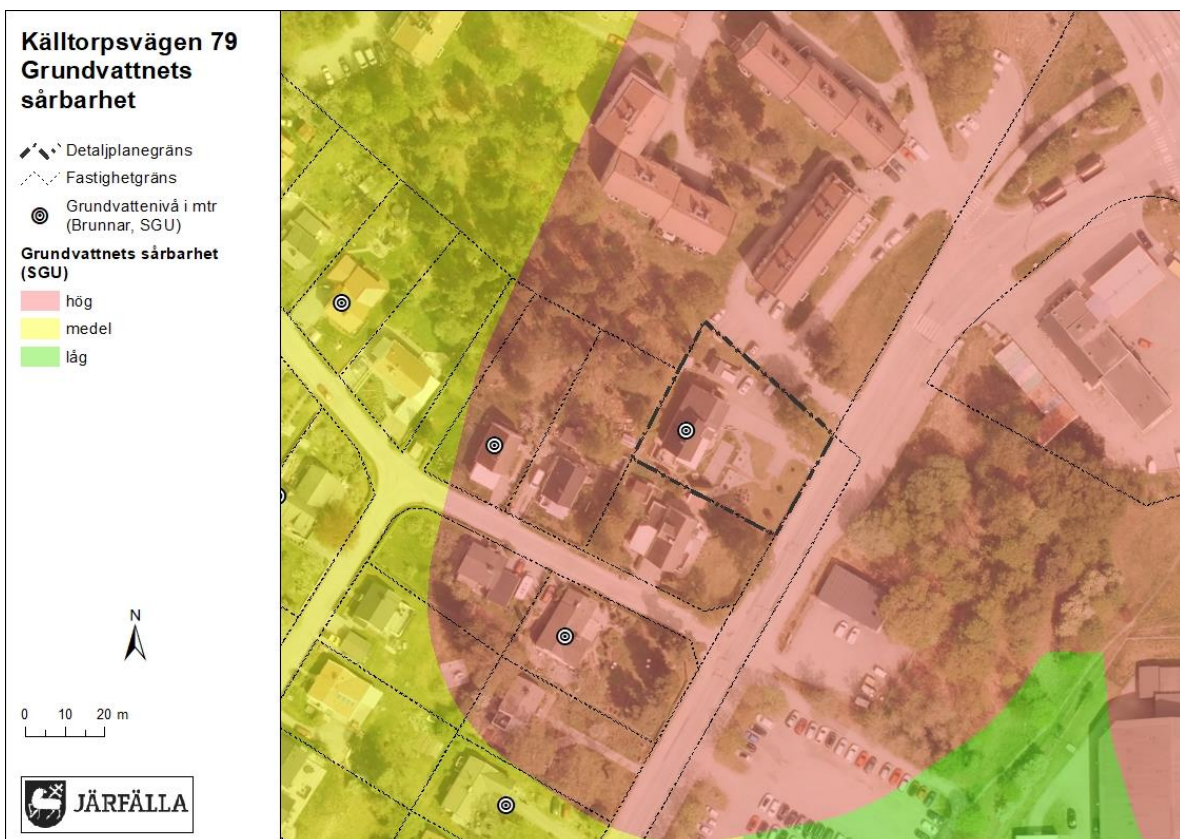 Källtorpsvägen 79
Grundvattnets
sårbarhet
Detaljplanegräns
Fastighetgräns
Grundvattenivå i mtr
(Brunnar, SGU)
Grundvattnets sårbarhet
(SGU)
hög
medel
låg
N
0 10 20 m
JÄRFÄLLA